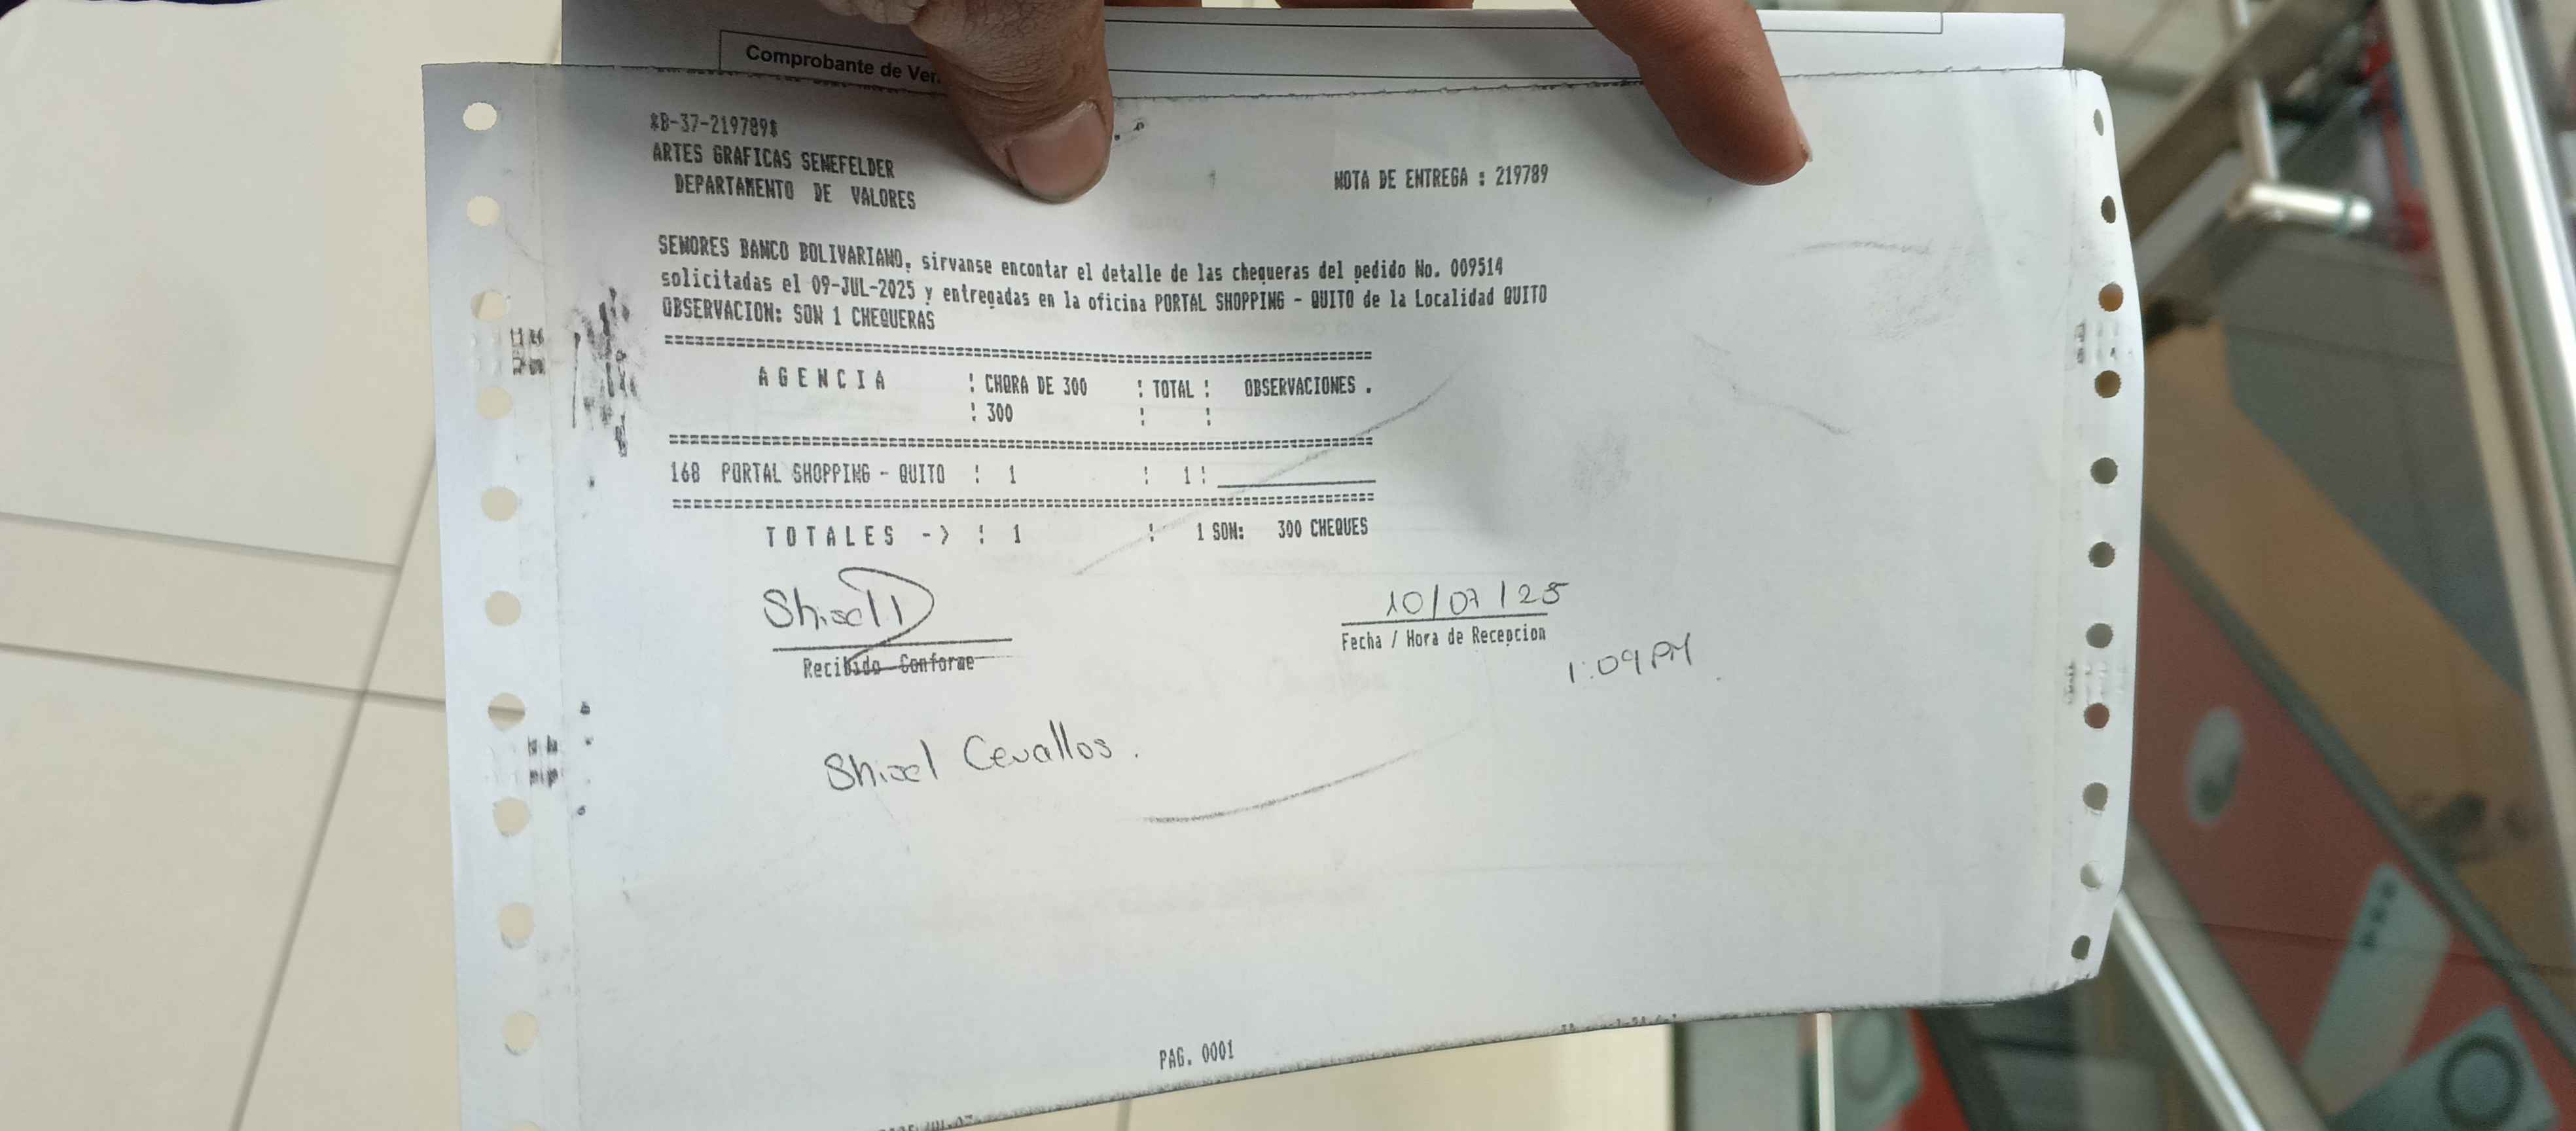 Comprobante de Ven
*B-37-219789*
ARTES GRAFICAS SENEFELDER
DEPARTAMENTO DE VALORES
NOTA DE ENTREGA : 219789
SENORES BANCO BOLIVARIANO, sirvanse encontar el detalle de las chequeras del pedido No. 009514
solicitadas el 09-JUL-2025 y entregadas en la oficina PORTAL SHOPPING - QUITO de la Localidad QUITO
OBSERVACION: SON 1 CHEQUERAS
A G E N C I A ! CHQRA DE 300 ! TOTAL ! OBSERVACIONES .
! 300 ! !
168 PORTAL SHOPPING - QUITO ! 1 ! 1 !
T O T A L E S -> ! 1 ! 1 SON: 300 CHEQUES
10/07/25
Recibido Conforme
Fecha / Hora de Recepcion
1:09 PM
Cevallos.
PAG. 0001